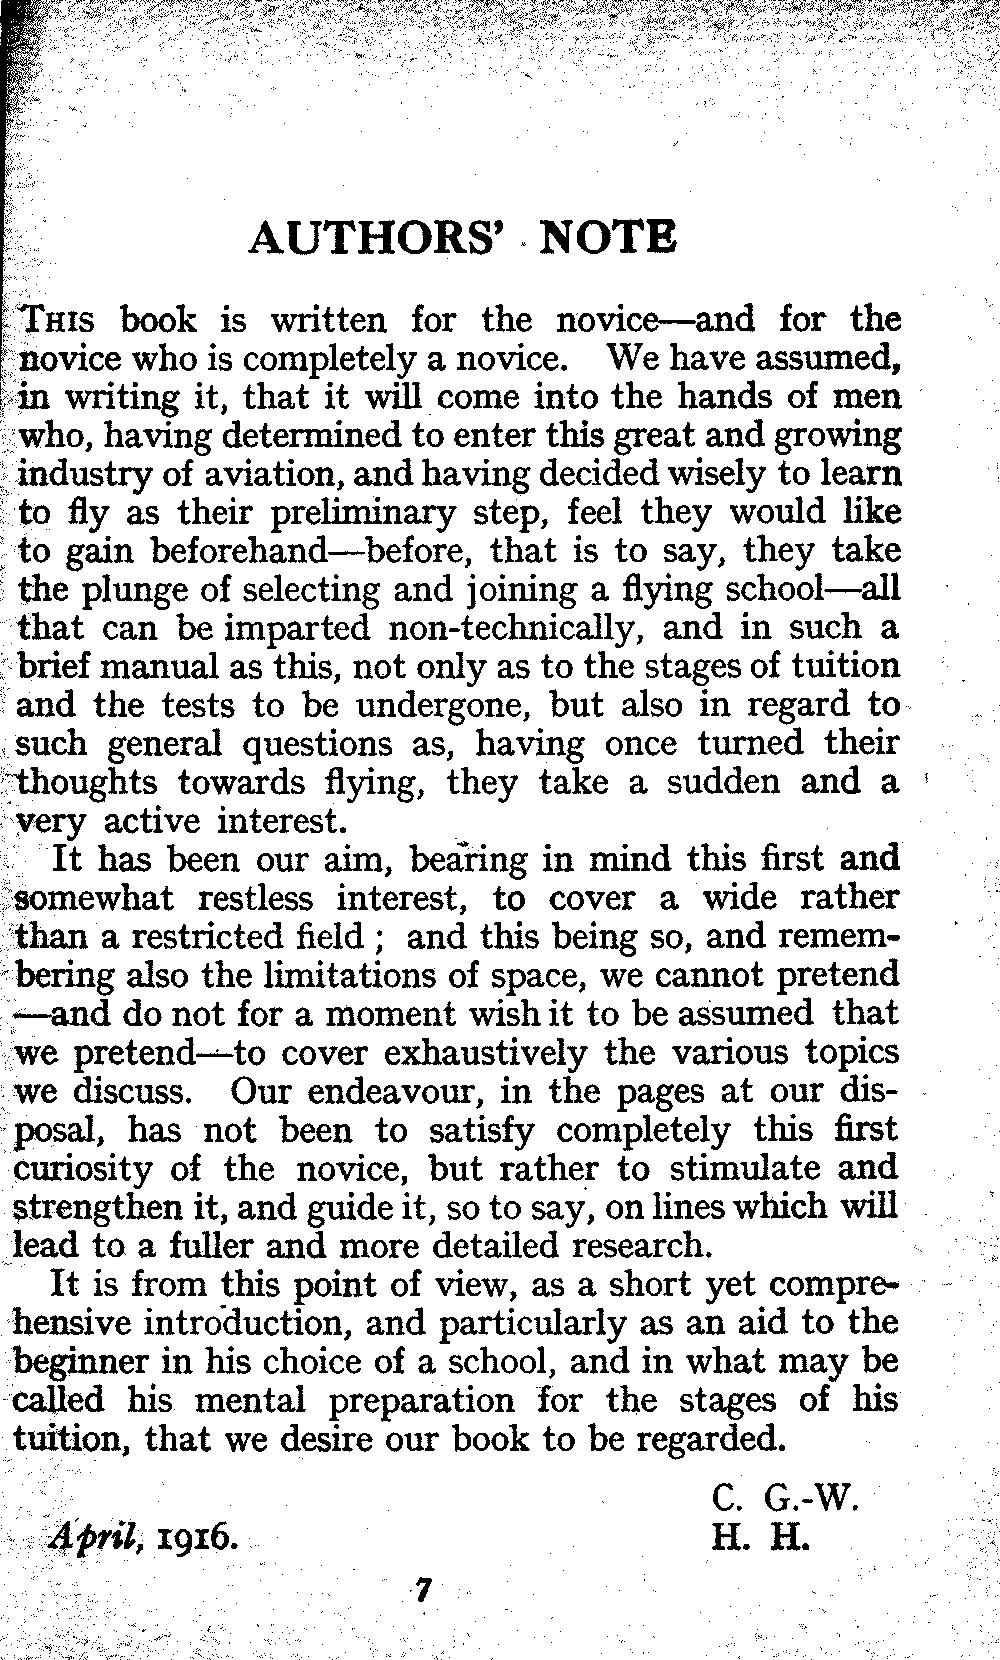 AUTHORS' NOTE
THIS book is written for the novice—and for the
novice who is completely a novice. We have assumed,
in writing it, that it will come into the hands of men
who, having determined to enter this great and growing
industry of aviation, and having decided wisely to learn
to fly as their preliminary step, feel they would like
to gain beforehand—before, that is to say, they take
the plunge of selecting and joining a flying school—all
that can be imparted non-technically, and in such a
brief manual as this, not only as to the stages of tuition
and the tests to be undergone, but also in regard to
such general questions as, having once turned their
thoughts towards flying, they take a sudden and a
very active interest.
It has been our aim, bearing in mind this first and
somewhat restless interest, to cover a wide rather
than a restricted field ; and this being so, and remem-
bering also the limitations of space, we cannot pretend
—and do not for a moment wish it to be assumed that
we pretend—to cover exhaustively the various topics
we discuss. Our endeavour, in the pages at our dis-
posal, has not been to satisfy completely this first
curiosity of the novice, but rather to stimulate and
strengthen it, and guide it, so to say, on lines which will
lead to a fuller and more detailed research.
It is from this point of view, as a short yet compre-
hensive introduction, and particularly as an aid to the
beginner in his choice of a school, and in what may be
called his mental preparation for the stages of his
tuition, that we desire our book to be regarded.
C. G.-W.
April, 1916. H. H.
7